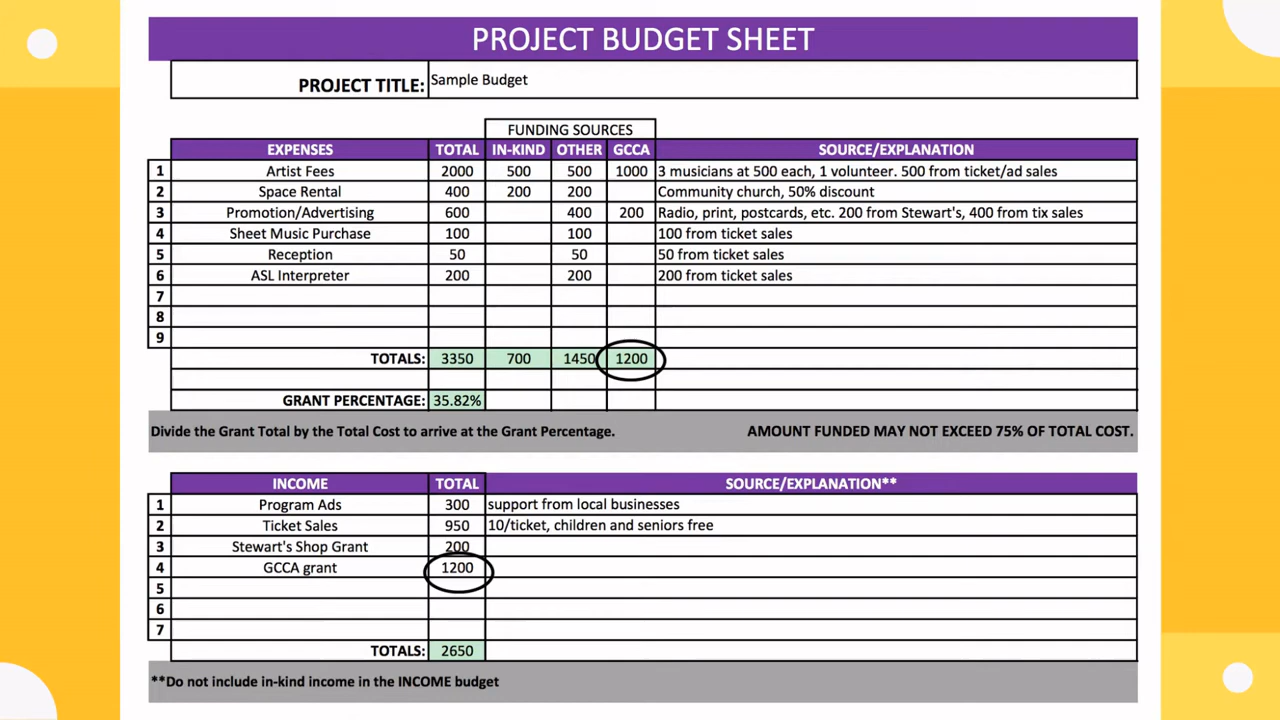 PROJECT BUDGET SHEET
PROJECT TITLE: Sample Budget
FUNDING SOURCES
EXPENSES TOTAL IN-KIND OTHER GCCA SOURCE/EXPLANATION
1 Artist Fees 2000 500 500 1000 3 musicians at 500 each, 1 volunteer. 500 from ticket/ad sales
2 Space Rental 400 200 200 Community church, 50% discount
3 Promotion/Advertising 600 400 200 Radio, print, postcards, etc. 200 from Stewart's, 400 from tix sales
4 Sheet Music Purchase 100 100 100 from ticket sales
5 Reception 50 50 50 from ticket sales
6 ASL Interpreter 200 200 200 from ticket sales
7
8
9
TOTALS: 3350 700 1450 1200
GRANT PERCENTAGE: 35.82%
Divide the Grant Total by the Total Cost to arrive at the Grant Percentage. AMOUNT FUNDED MAY NOT EXCEED 75% OF TOTAL COST.
INCOME TOTAL SOURCE/EXPLANATION**
1 Program Ads 300 support from local businesses
2 Ticket Sales 950 10/ticket, children and seniors free
3 Stewart's Shop Grant 200
4 GCCA grant 1200
5
6
7
TOTALS: 2650
**Do not include in-kind income in the INCOME budget